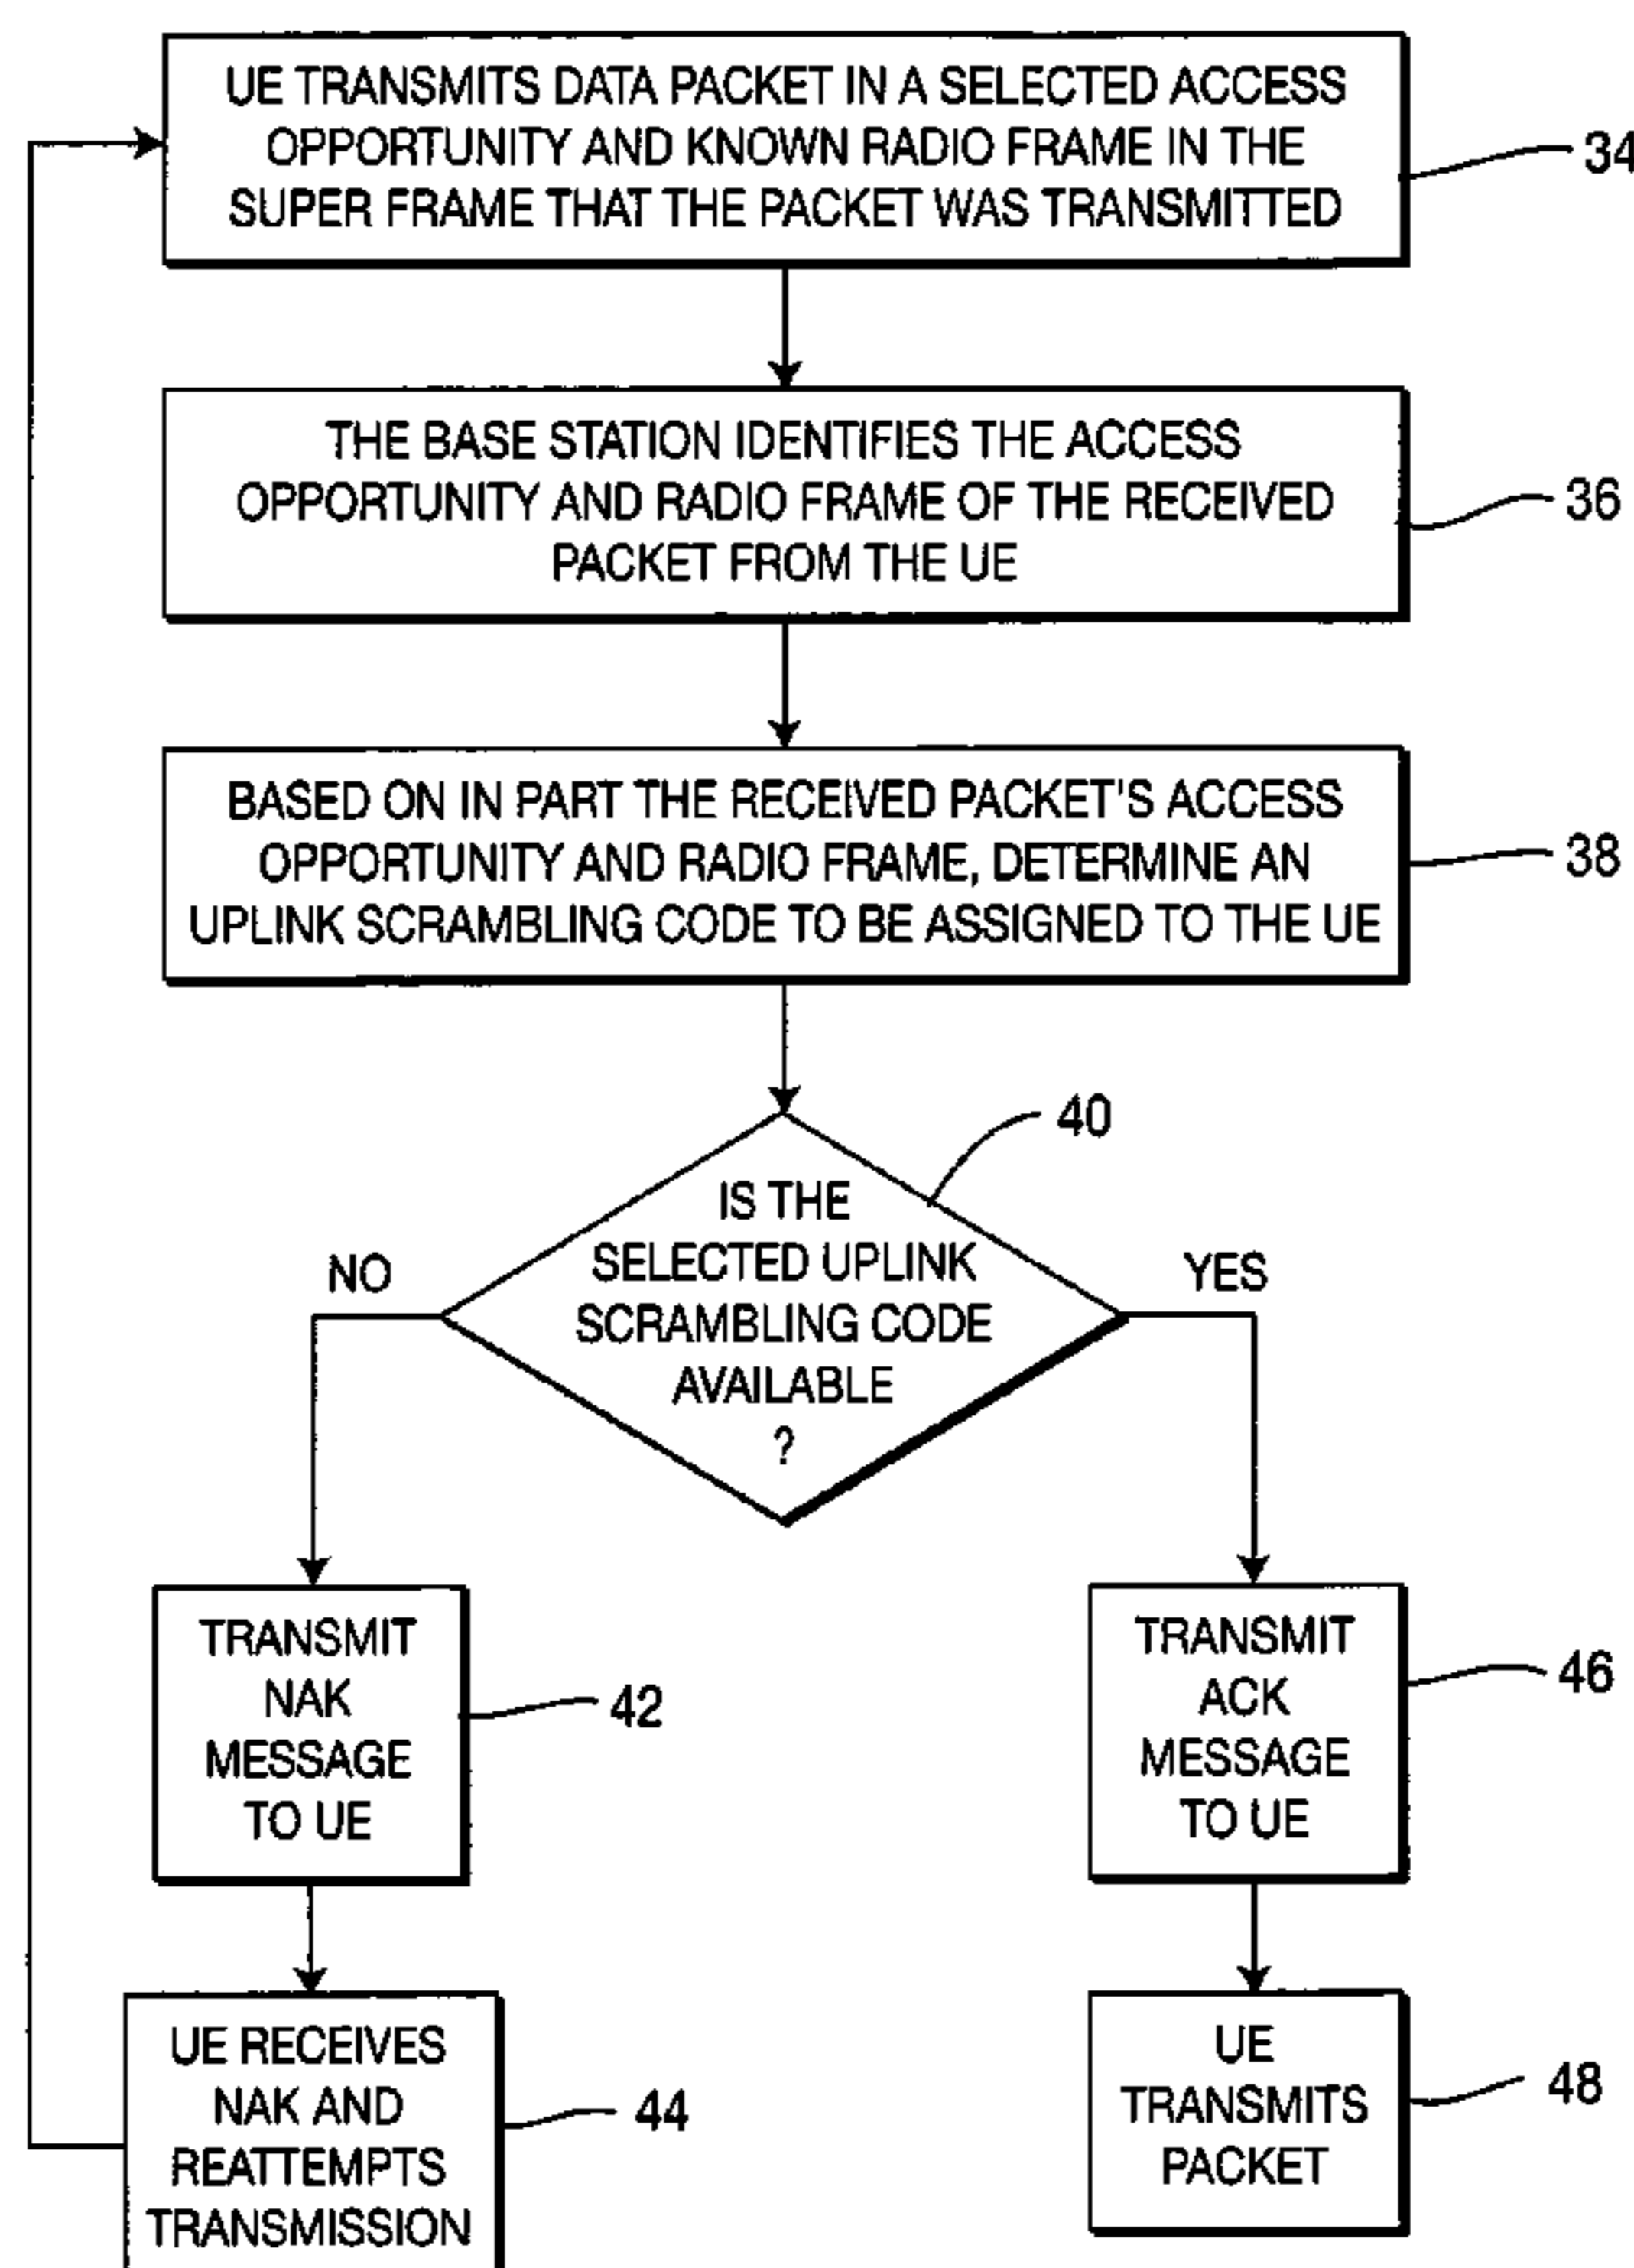 UE TRANSMITS DATA PACKET IN A SELECTED ACCESS
OPPORTUNITY AND KNOWN RADIO FRAME IN THE
SUPER FRAME THAT THE PACKET WAS TRANSMITTED
34
THE BASE STATION IDENTIFIES THE ACCESS
OPPORTUNITY AND RADIO FRAME OF THE RECEIVED
PACKET FROM THE UE
36
BASED ON IN PART THE RECEIVED PACKET'S ACCESS
OPPORTUNITY AND RADIO FRAME, DETERMINE AN
UPLINK SCRAMBLING CODE TO BE ASSIGNED TO THE UE
38
40
IS THE
SELECTED UPLINK
SCRAMBLING CODE
AVAILABLE
?
NO
YES
TRANSMIT
NAK
MESSAGE
TO UE
42
TRANSMIT
ACK
MESSAGE
TO UE
46
UE RECEIVES
NAK AND
REATTEMPTS
TRANSMISSION
44
UE
TRANSMITS
PACKET
48